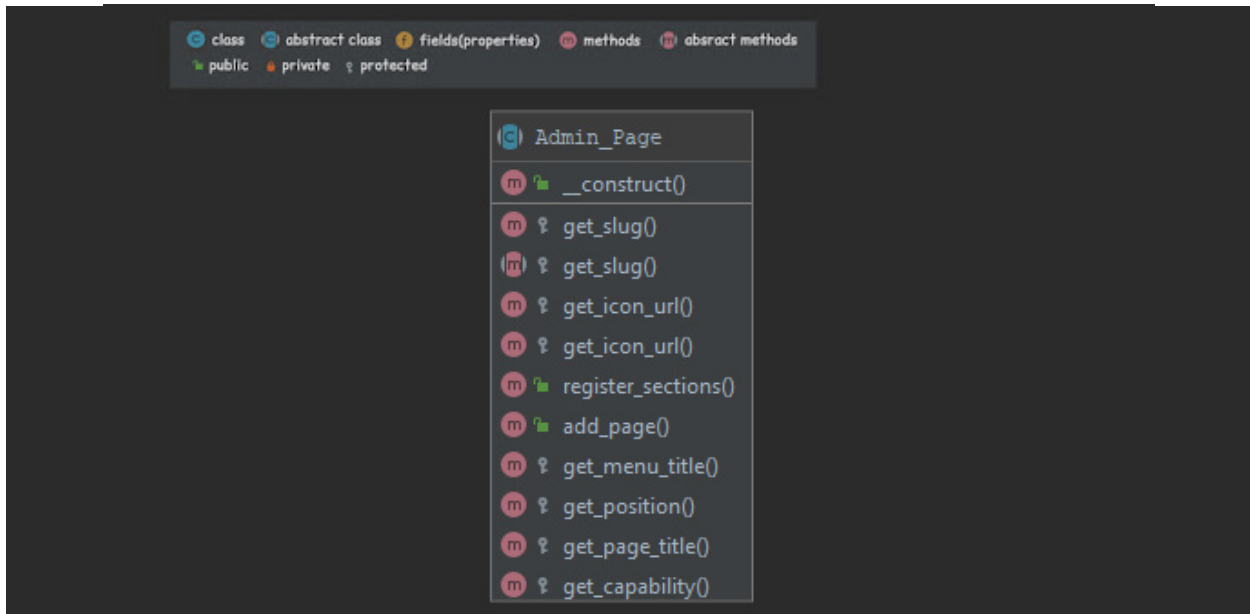 class abstract class fields(properties) methods absract methods
public private protected
Admin_Page
__construct()
get_slug()
get_slug()
get_icon_url()
get_icon_url()
register_sections()
add_page()
get_menu_title()
get_position()
get_page_title()
get_capability()